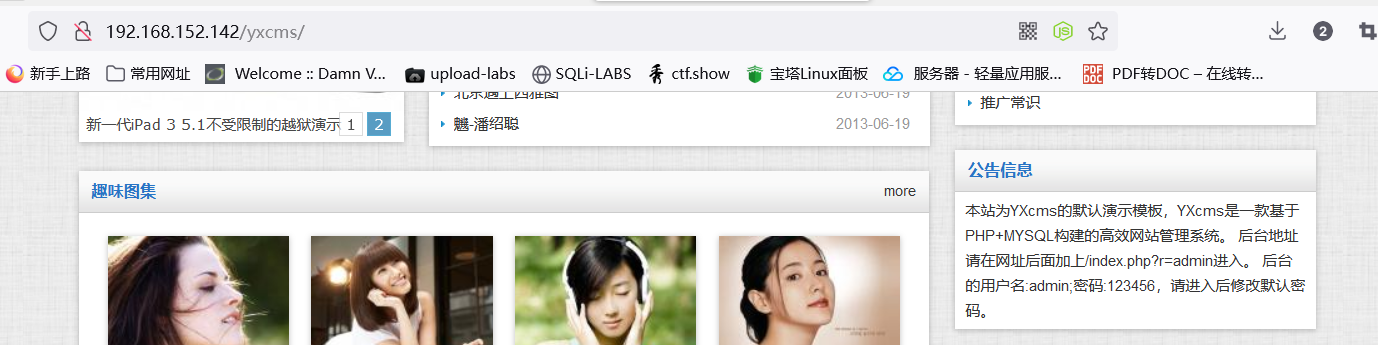 192.168.152.142/yxcms/
2
新手上路 常用网址 Welcome :: Damn V... upload-labs SQLi-LABS ctf.show 宝塔Linux面板 服务器 - 轻量应用服... PDF转DOC – 在线转...
北京遇上西雅图 2013-06-19
新一代iPad 3 5.1不受限制的越狱演示 1 2
魑-潘绍聪 2013-06-19
推广常识
趣味图集 more
公告信息
本站为YXcms的默认演示模板，YXcms是一款基于
PHP+MYSQL构建的高效网站管理系统。 后台地址
请在网址后面加上/index.php?r=admin进入。 后台
的用户名:admin;密码:123456，请进入后修改默认密
码。